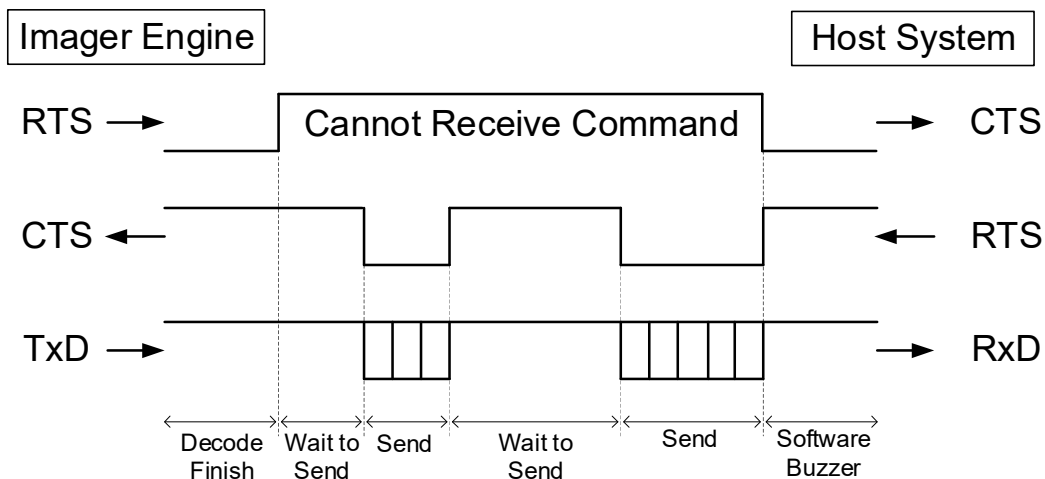 Imager Engine
Host System
RTS
Cannot Receive Command
CTS
CTS
RTS
TxD
RxD
Decode
Finish
Wait to
Send
Send
Wait to
Send
Send
Software
Buzzer